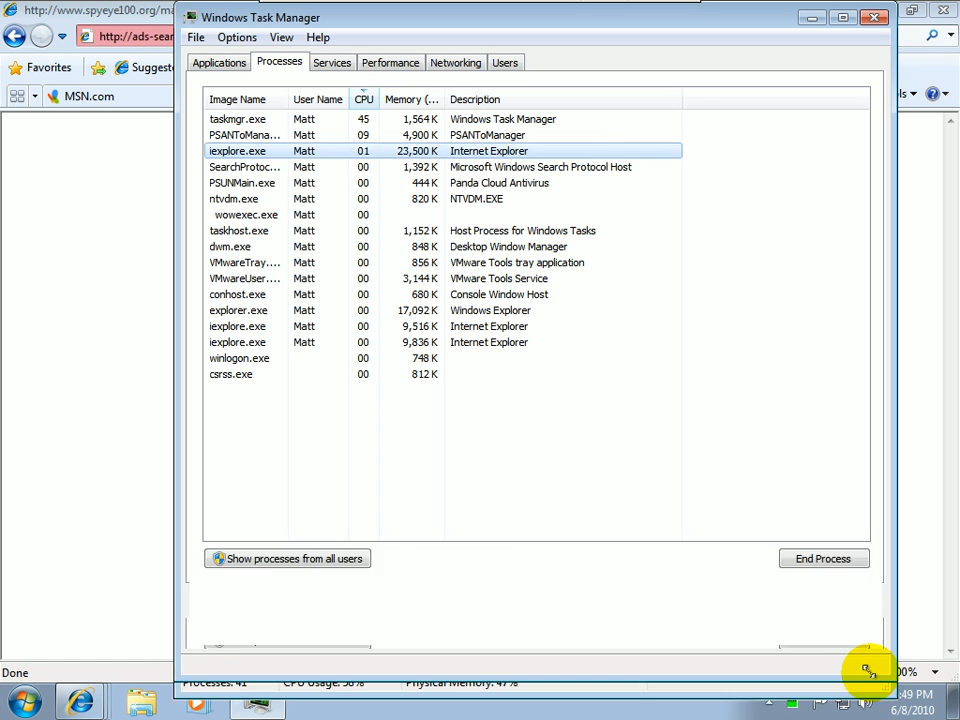 http://www.spyeye100.org/ma
Windows Task Manager
http://ads-sear
File Options View Help
Favorites
Suggest
Applications Processes Services Performance Networking Users
MSN.com
Image Name User Name CPU Memory (... Description
taskmgr.exe Matt 45 1,564 K Windows Task Manager
PSANToMana... Matt 09 4,900 K PSANToManager
iexplore.exe Matt 01 23,500 K Internet Explorer
SearchProtoc... Matt 00 1,392 K Microsoft Windows Search Protocol Host
PSUNMain.exe Matt 00 444 K Panda Cloud Antivirus
ntvdm.exe Matt 00 820 K NTVDM.EXE
wowexec.exe Matt 00
taskhost.exe Matt 00 1,152 K Host Process for Windows Tasks
dwm.exe Matt 00 848 K Desktop Window Manager
VMwareTray.... Matt 00 856 K VMware Tools tray application
VMwareUser.... Matt 00 3,144 K VMware Tools Service
conhost.exe Matt 00 680 K Console Window Host
explorer.exe Matt 00 17,092 K Windows Explorer
iexplore.exe Matt 00 9,516 K Internet Explorer
iexplore.exe Matt 00 9,836 K Internet Explorer
winlogon.exe 00 748 K
csrss.exe 00 812 K
Show processes from all users End Process
Done
00%
:49 PM
6/8/2010